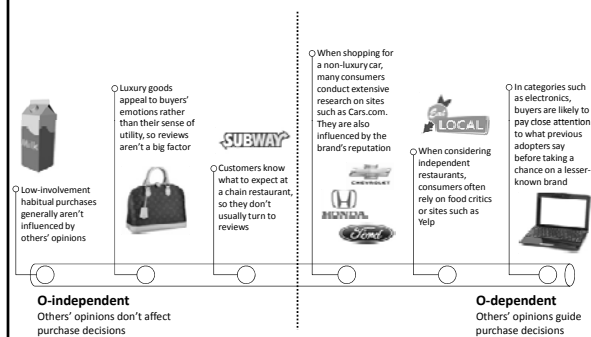 Low-involvement
habitual purchases
generally aren't
influenced by
others' opinions
Luxury goods
appeal to buyers'
emotions rather
than their sense of
utility, so reviews
aren't a big factor
SUBWAY
Customers know
what to expect at
a chain restaurant,
so they don't
usually turn to
reviews
When shopping for
a non-luxury car,
many consumers
conduct extensive
research on sites
such as Cars.com.
They are also
influenced by the
brand's reputation
CHEVROLET
HONDA
Ford
Eat
LOCAL
When considering
independent
restaurants,
consumers often
rely on food critics
or sites such as
Yelp
In categories such
as electronics,
buyers are likely to
pay close attention
to what previous
adopters say
before taking a
chance on a lesser-
known brand
O-independent
Others' opinions don't affect
purchase decisions
O-dependent
Others' opinions guide
purchase decisions